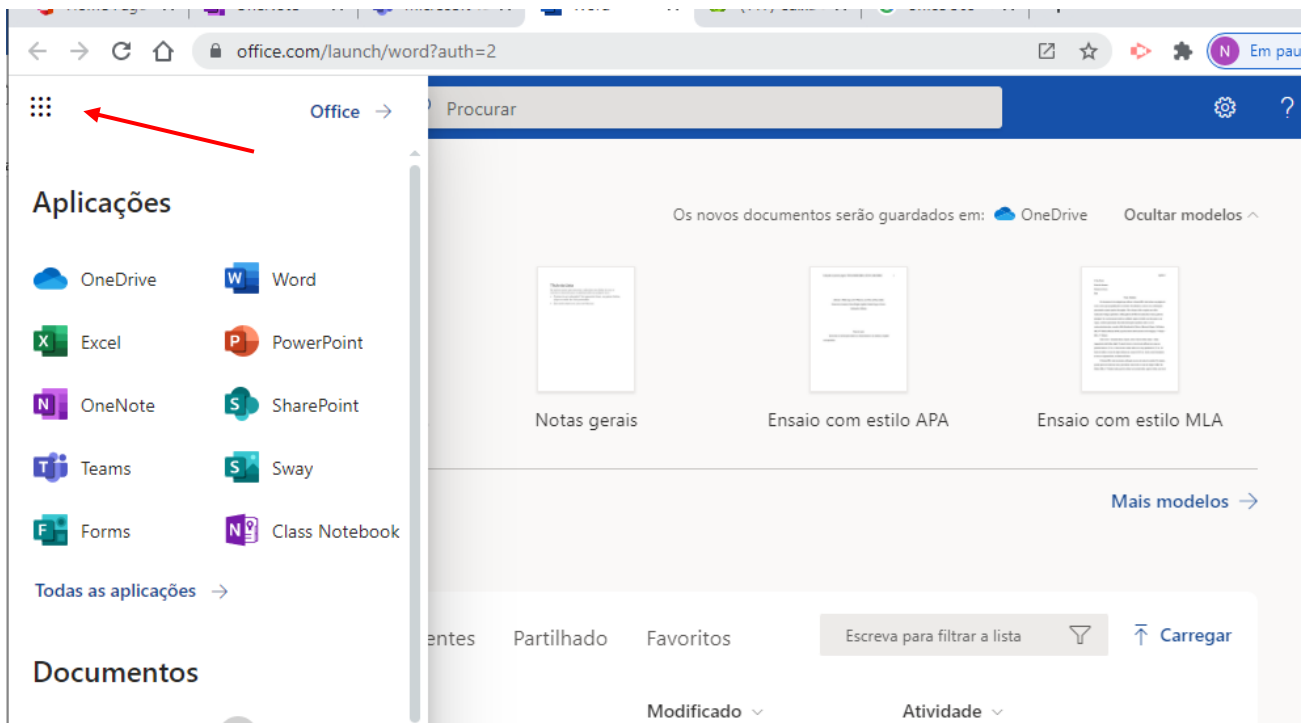 office.com/launch/word?auth=2
N Em pau
Office →
Procurar
?
Aplicações
Os novos documentos serão guardados em: OneDrive Ocultar modelos
OneDrive Word
Excel PowerPoint
OneNote SharePoint
Teams Sway
Forms Class Notebook
Notas gerais Ensaio com estilo APA Ensaio com estilo MLA
Mais modelos →
Todas as aplicações →
entes Partilhado Favoritos Escreva para filtrar a lista Carregar
Documentos
Modificado Atividade